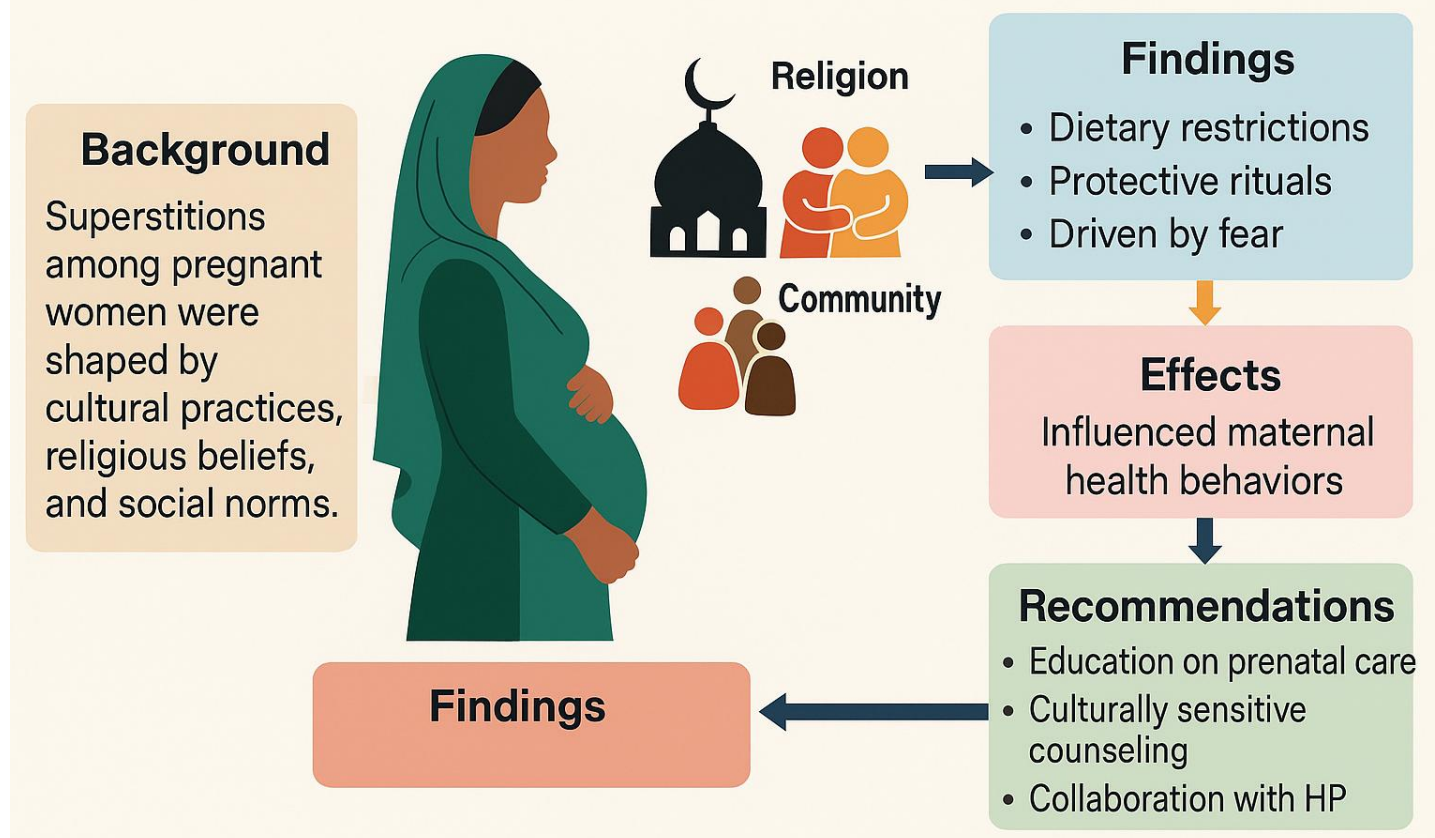 Background
Superstitions
among pregnant
women were
shaped by
cultural practices,
religious beliefs,
and social norms.
Religion
Community
Findings
• Dietary restrictions
• Protective rituals
• Driven by fear
Effects
Influenced maternal
health behaviors
Recommendations
• Education on prenatal care
• Culturally sensitive
counseling
• Collaboration with HP
Findings